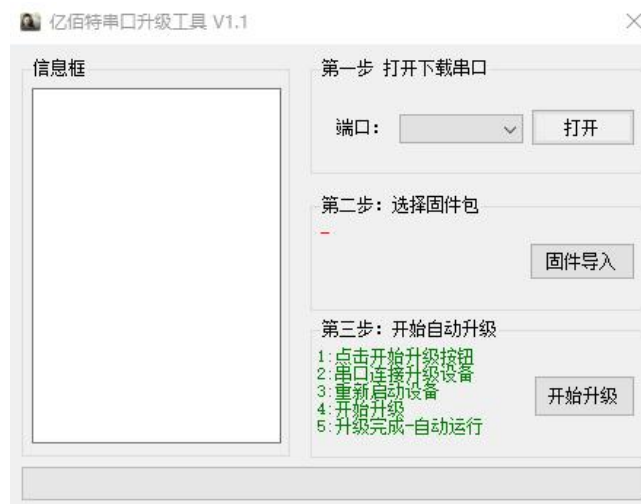 亿佰特串口升级工具 V1.1
信息框
第一步 打开下载串口
端口:
打开
第二步: 选择固件包
-
固件导入
第三步: 开始自动升级
1:点击开始升级按钮
2:串口连接升级设备
3:重新启动设备
4:开始升级
5:升级完成-自动运行
开始升级